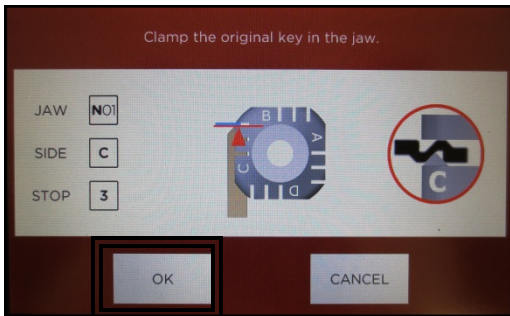 Clamp the original key in the jaw.
JAW N01
SIDE C
STOP 3
B
A
C
D
C
OK
CANCEL